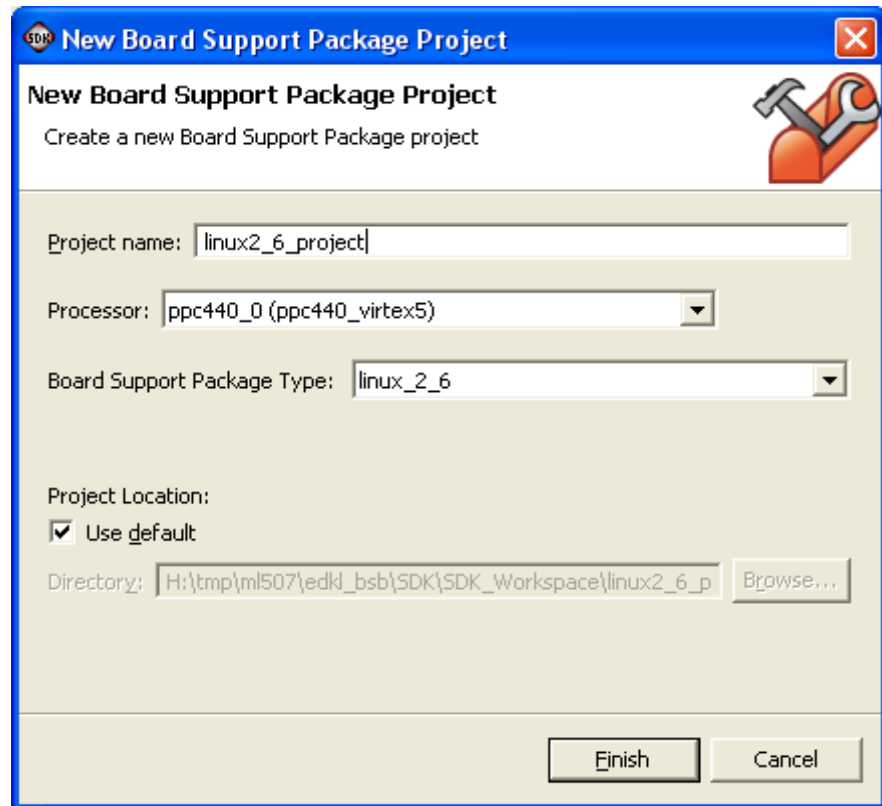 SDK New Board Support Package Project
New Board Support Package Project
Create a new Board Support Package project
Project name: linux2_6_project
Processor: ppc440_0 (ppc440_virtex5)
Board Support Package Type: linux_2_6
Project Location:
Use default
Directory: H:\tmp\ml507\edkl_bsb\SDK\SDK_Workspace\linux2_6_p Browse...
Finish Cancel